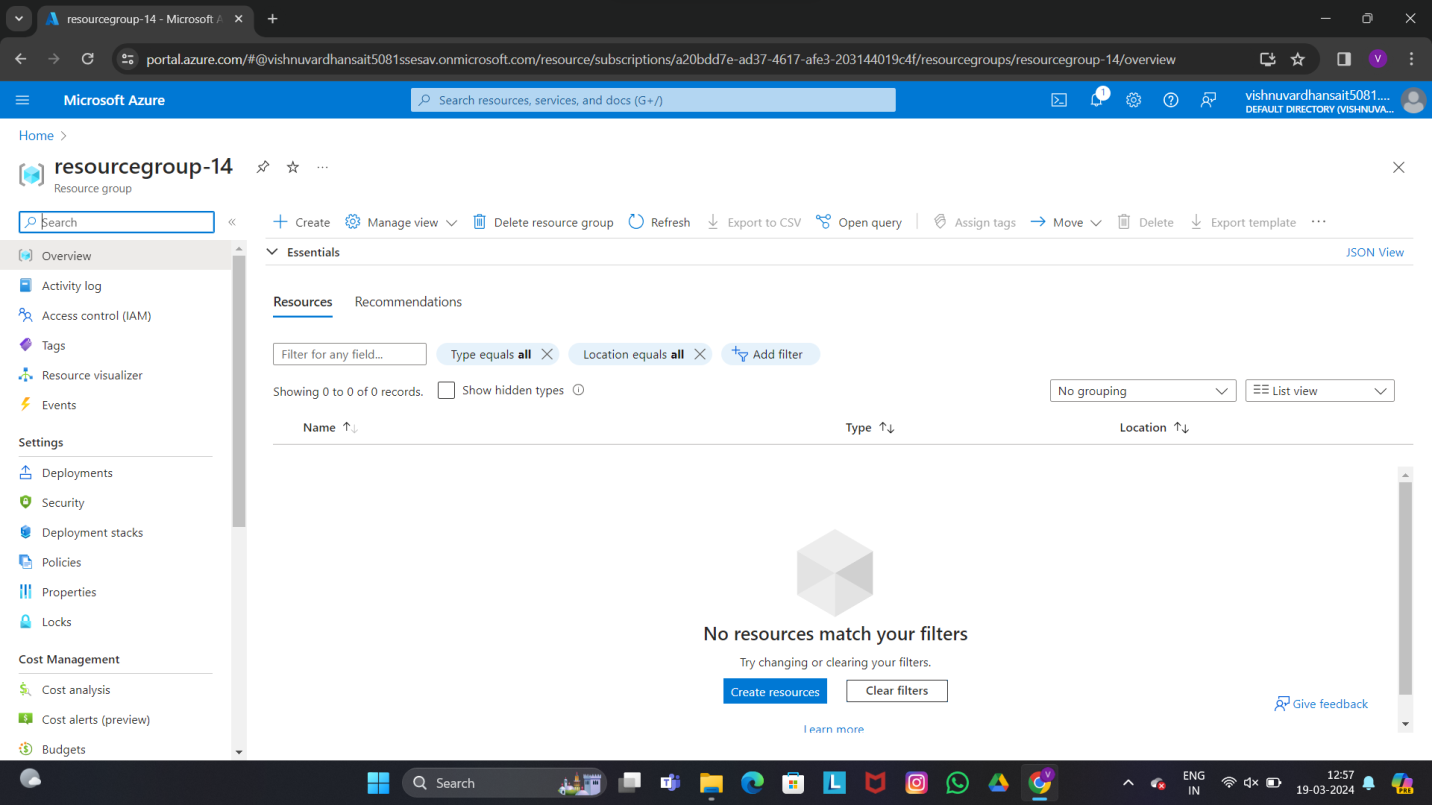 resourcegroup-14 - Microsoft A
portal.azure.com/#@vishnuvardhansait5081ssesav.onmicrosoft.com/resource/subscriptions/a20bdd7e-ad37-4617-afe3-203144019c4f/resourcegroups/resourcegroup-14/overview
V
Microsoft Azure
Search resources, services, and docs (G+/)
1
vishnuvardhansait5081....
DEFAULT DIRECTORY (VISHNUVA...
Home
resourcegroup-14
...
Resource group
Search
Create
Manage view
Delete resource group
Refresh
Export to CSV
Open query
Assign tags
Move
Delete
Export template
...
Essentials
JSON View
Overview
Activity log
Access control (IAM)
Tags
Resource visualizer
Events
Settings
Deployments
Security
Deployment stacks
Policies
Properties
Locks
Cost Management
Cost analysis
Cost alerts (preview)
Budgets
Resources
Recommendations
Filter for any field...
Type equals all
Location equals all
Add filter
Showing 0 to 0 of 0 records.
Show hidden types
No grouping
List view
Name
Type
Location
No resources match your filters
Try changing or clearing your filters.
Create resources
Clear filters
Learn more
Give feedback
Search
L
V
ENG
IN
12:57
19-03-2024
PRE